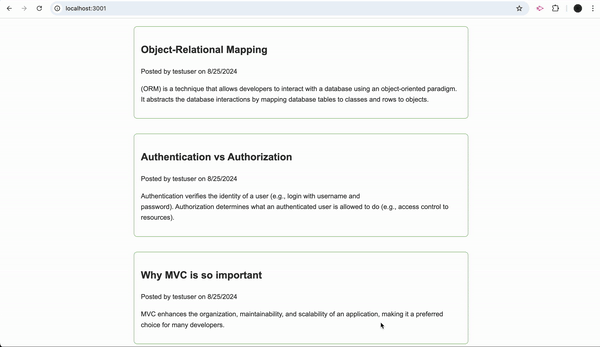 localhost:3001
Object-Relational Mapping
Posted by testuser on 8/25/2024
(ORM) is a technique that allows developers to interact with a database using an object-oriented paradigm.
It abstracts the database interactions by mapping database tables to classes and rows to objects.
Authentication vs Authorization
Posted by testuser on 8/25/2024
Authentication verifies the identity of a user (e.g., login with username and
password). Authorization determines what an authenticated user is allowed to do (e.g., access control to
resources).
Why MVC is so important
Posted by testuser on 8/25/2024
MVC enhances the organization, maintainability, and scalability of an application, making it a preferred
choice for many developers.